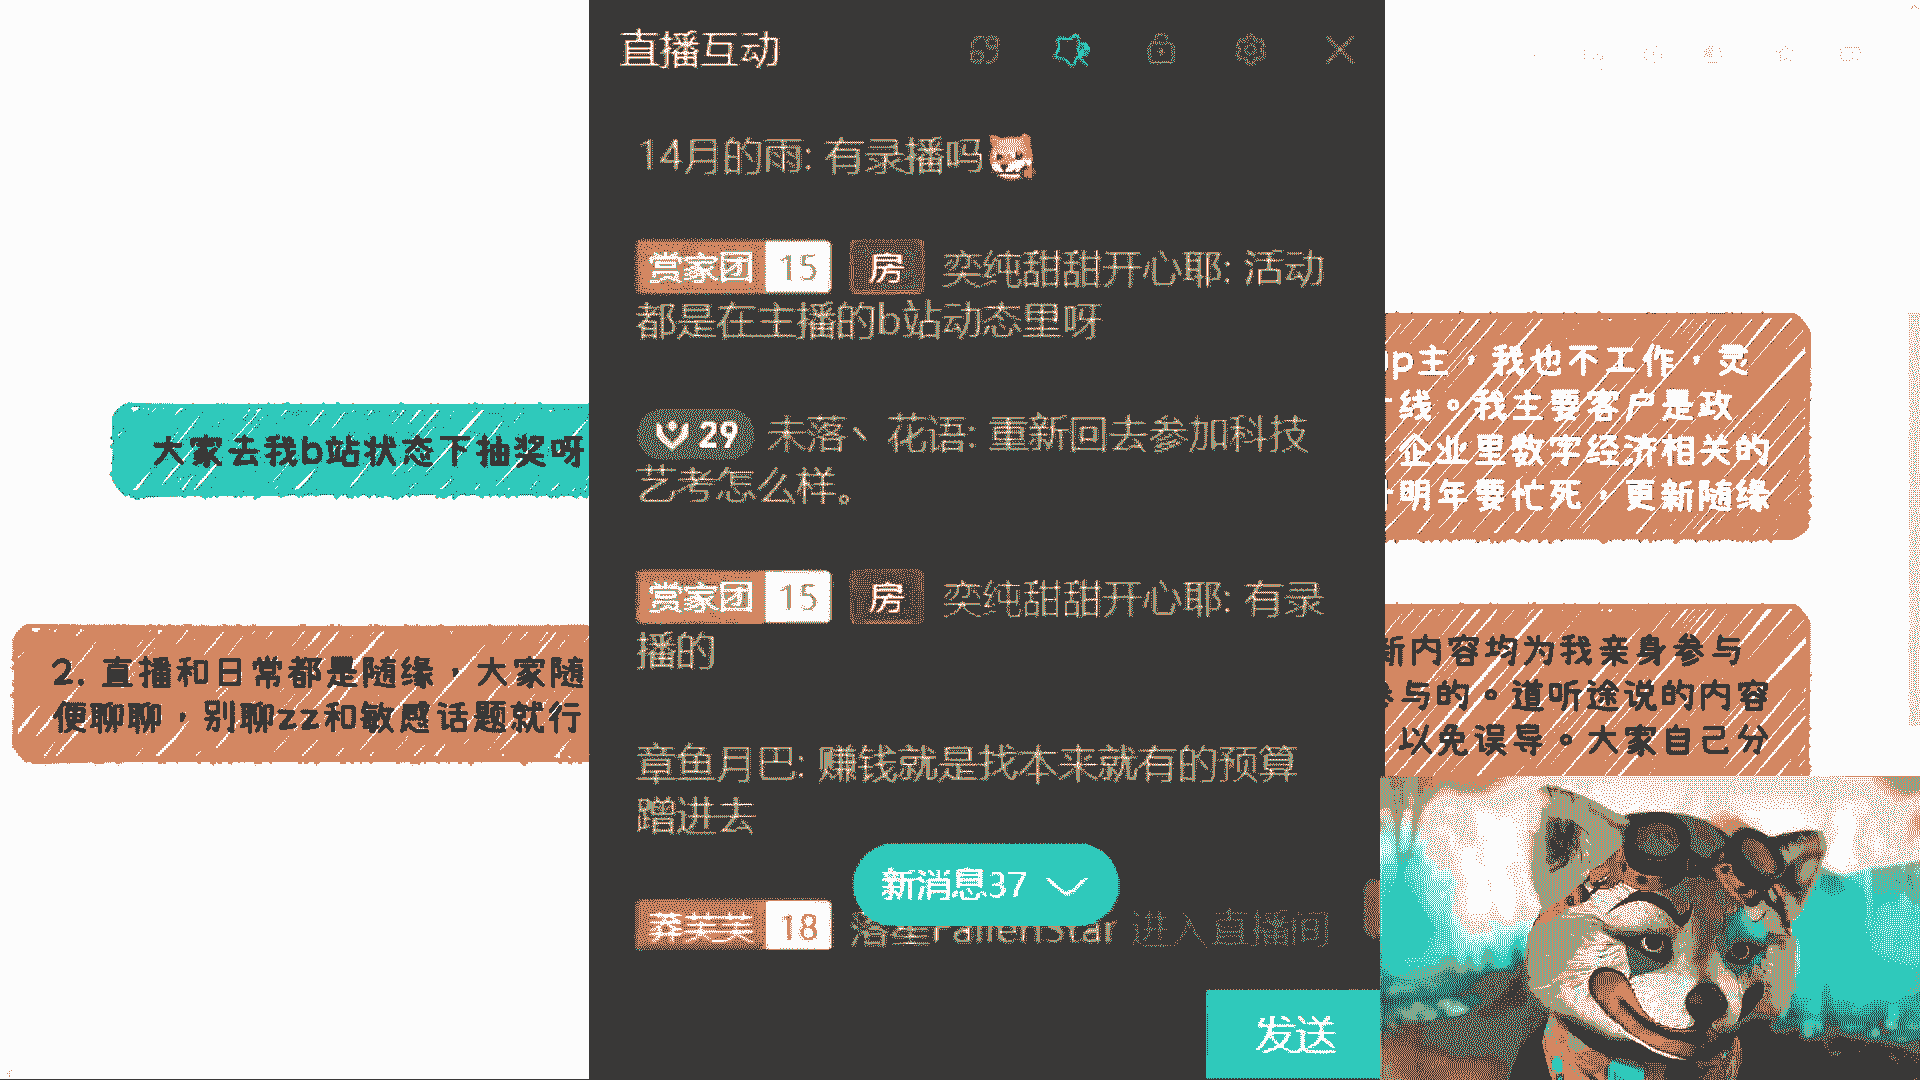 直播互动
14月的雨: 有录播吗
赏家团 15 房 奕纯甜甜开心耶: 活动
都是在主播的b站动态里呀
29 未落丶花语: 重新回去参加科技
艺考怎么样。
赏家团 15 房 奕纯甜甜开心耶: 有录
播的
章鱼月巴: 赚钱就是找本来就有的预算
蹭进去
新消息37
莽芙芙 18 落星FallenStar 进入直播间
发送
大家去我b站状态下抽奖呀
2. 直播和日常都是随缘，大家随
便聊聊，别聊zz和敏感话题就行
up主，我也不工作，灵
线。我主要客户是政
企业里数字经济相关的
明年要忙死，更新随缘
新内容均为我亲身参与
参与的。道听途说的内容
以免误导。大家自己分